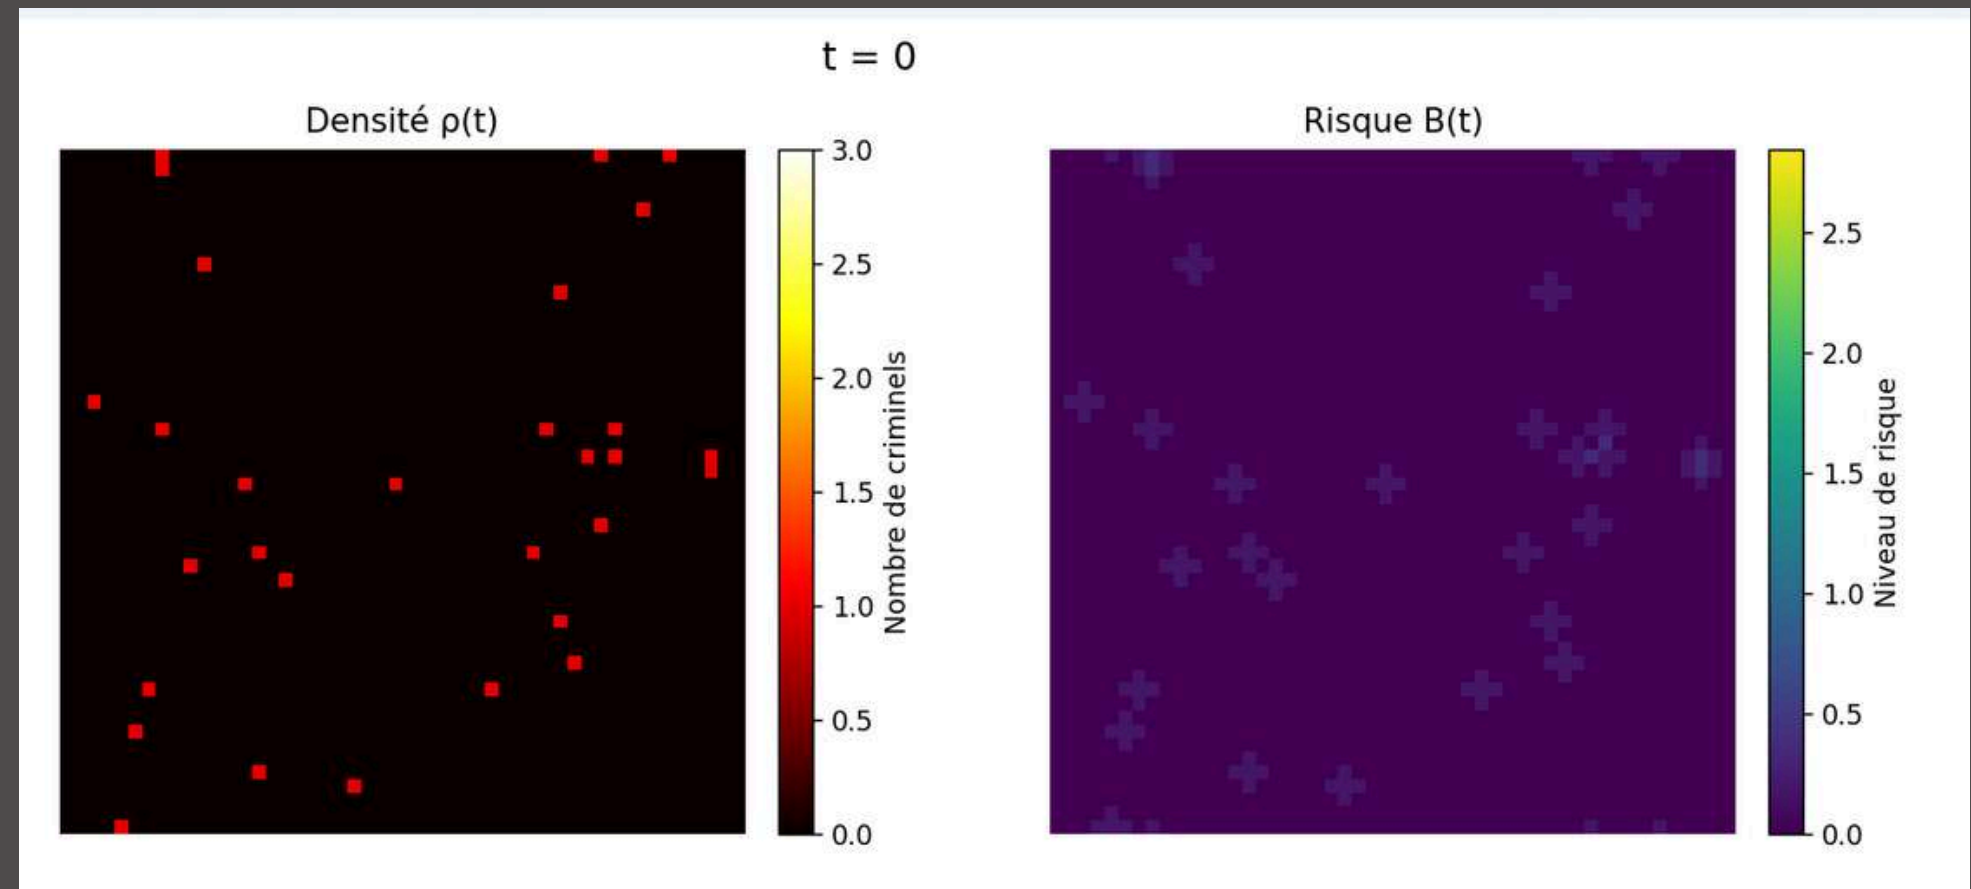 t = 0
Densité ρ(t)
3.0
2.5
2.0
1.5
1.0
0.5
0.0
Nombre de criminels
Risque B(t)
2.5
2.0
1.5
1.0
0.5
0.0
Niveau de risque